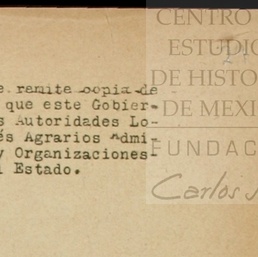 e remite copia de
que este Gobier-
s Autoridades Lo-
és Agrarios Admi-
y Organizaciones
l Estado.
CENTRO
ESTUDIO
DE HISTO
DE MEXI
FUNDAC
Carlos